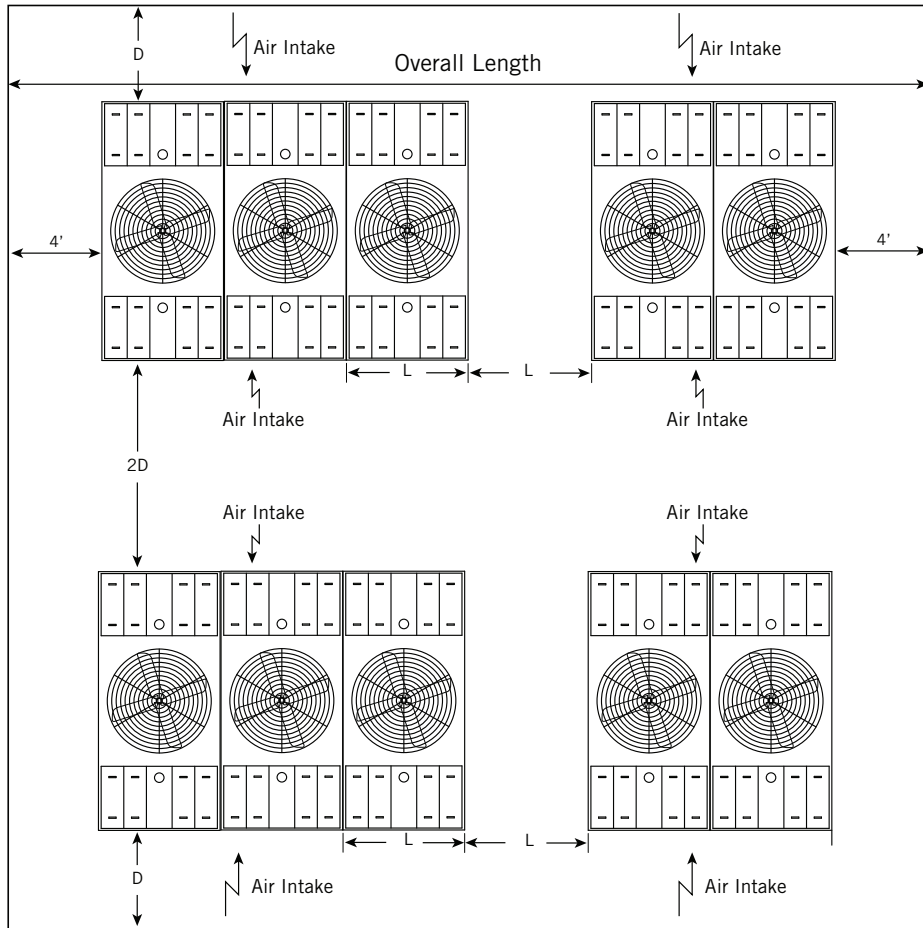 D
Air Intake
Air Intake
Overall Length
4'
4'
L
L
Air Intake
Air Intake
2D
Air Intake
Air Intake
L
L
D
Air Intake
Air Intake